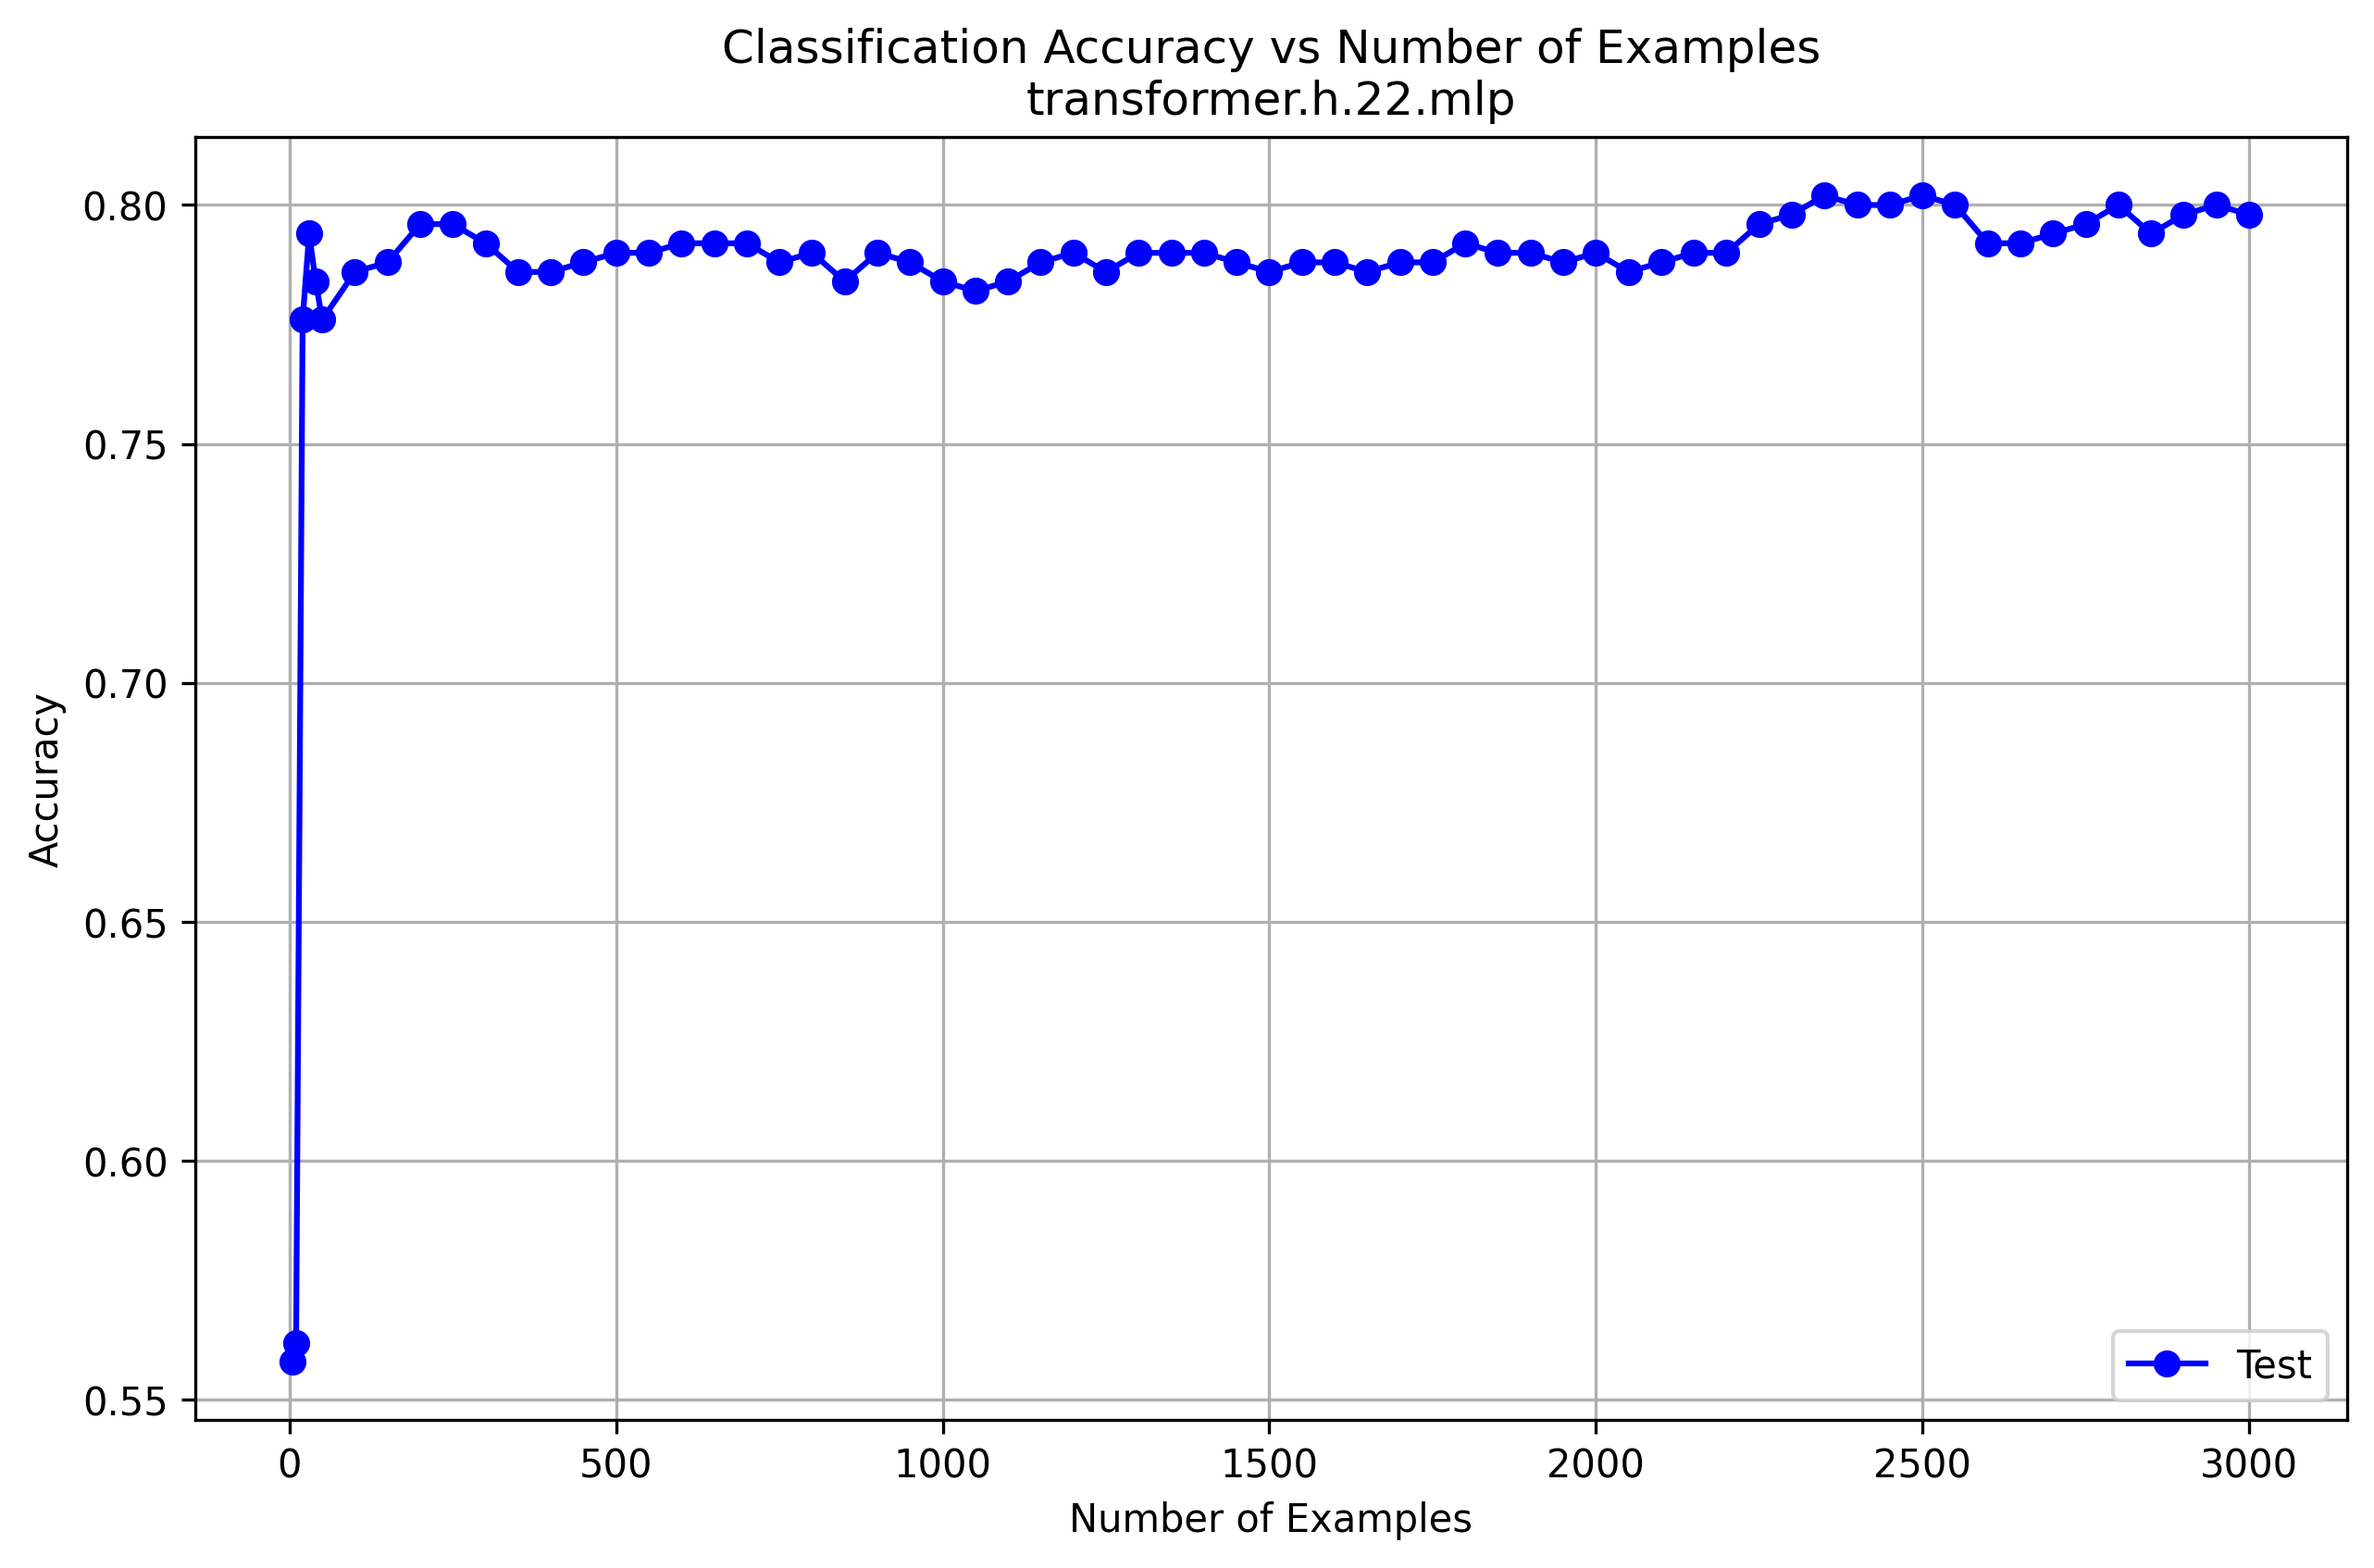 Classification Accuracy vs Number of Examples
transformer.h.22.mlp
Accuracy
0.80
0.75
0.70
0.65
0.60
0.55
0 500 1000 1500 2000 2500 3000
Number of Examples
Test